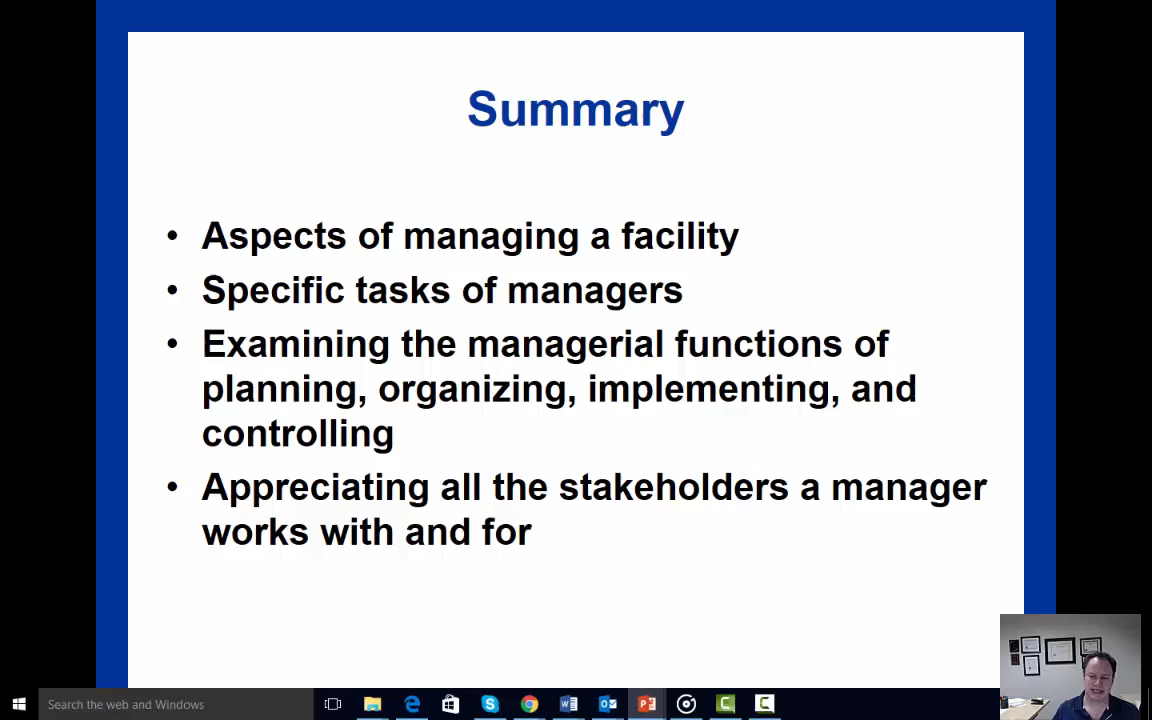 Summary
• Aspects of managing a facility
• Specific tasks of managers
• Examining the managerial functions of
planning, organizing, implementing, and
controlling
• Appreciating all the stakeholders a manager
works with and for
Search the web and Windows